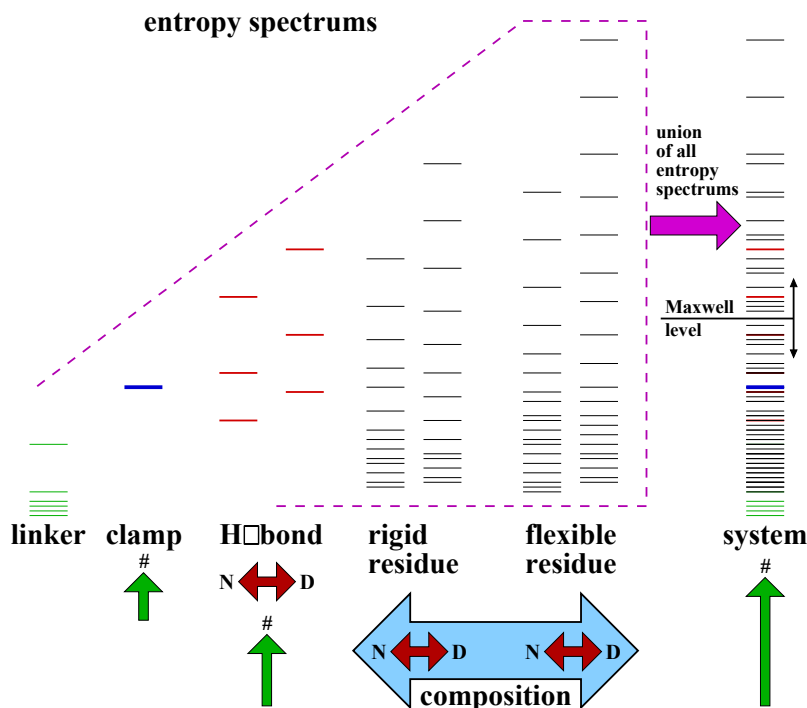 entropy spectrums
union
of all
entropy
spectrums
Maxwell
level
linker clamp H□bond rigid residue flexible residue system
# N D # #
N D N D
composition